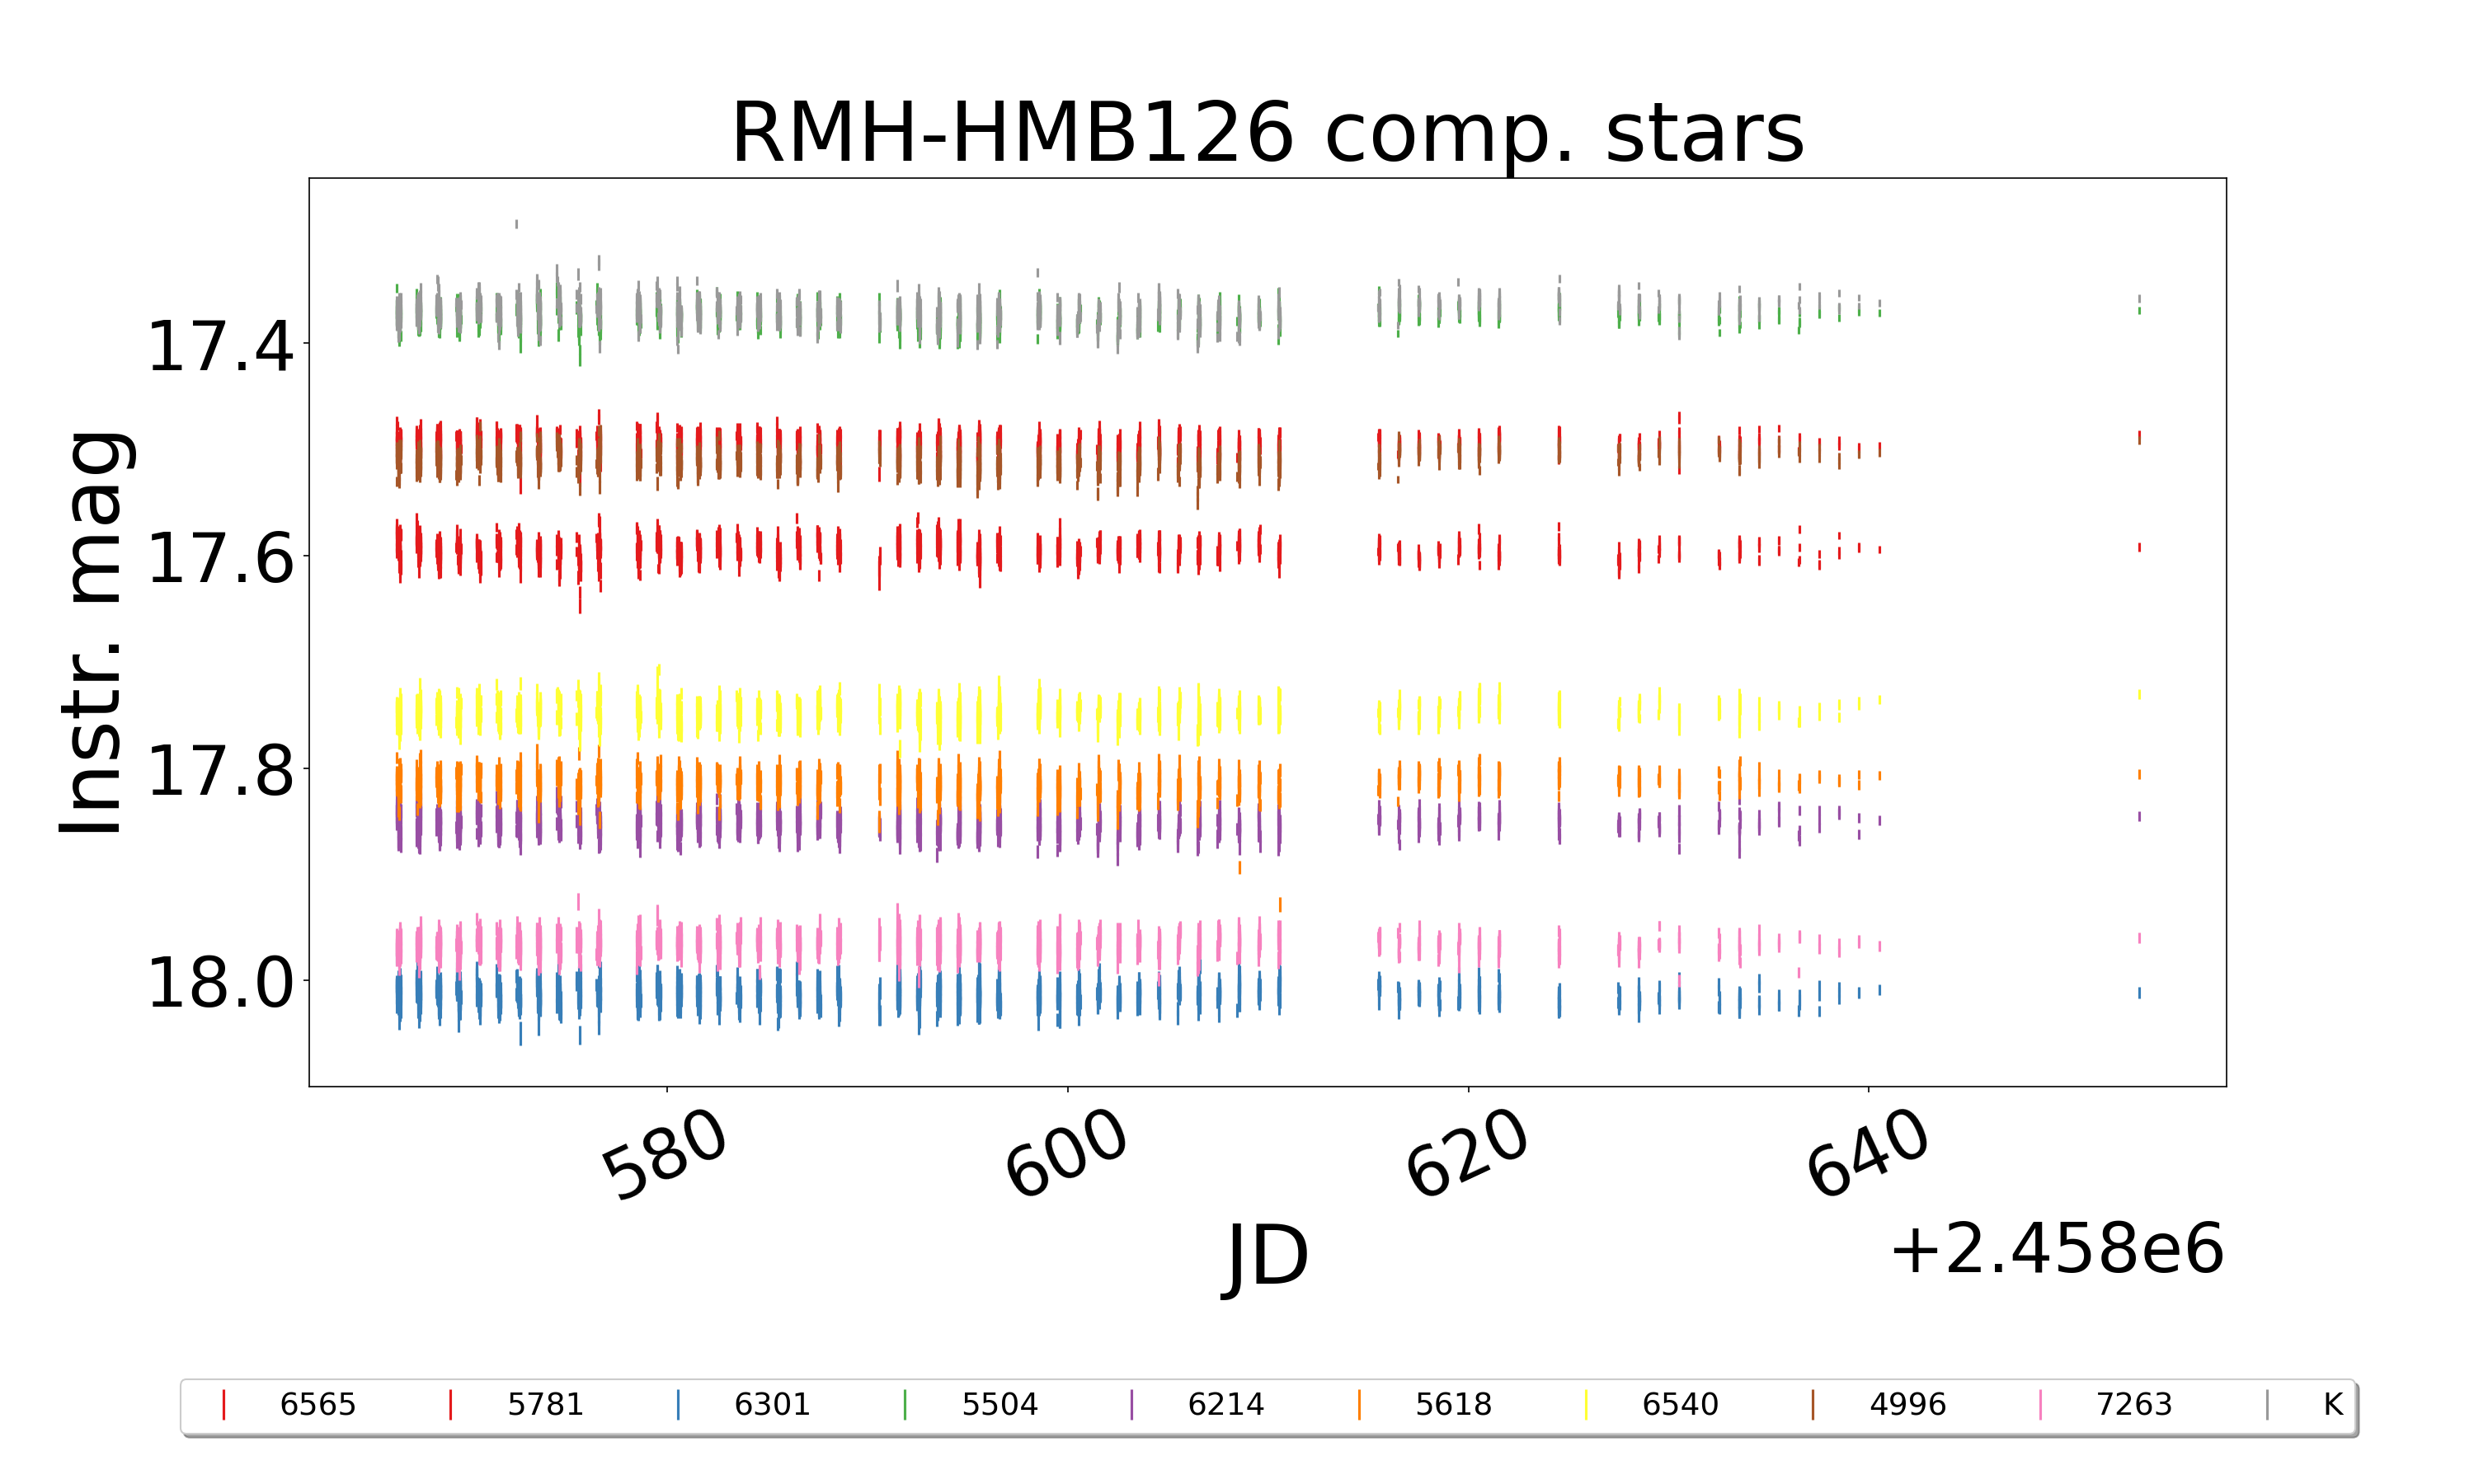 RMH-HMB126 comp. stars
Instr. mag
17.4
17.6
17.8
18.0
580 600 620 640
JD
+2.458e6
6565 5781 6301 5504 6214 5618 6540 4996 7263 K